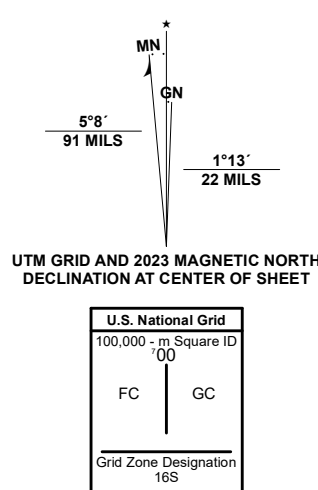 MN
GN
5°8´
91 MILS
1°13´
22 MILS
UTM GRID AND 2023 MAGNETIC NORTH
DECLINATION AT CENTER OF SHEET
U.S. National Grid
100,000 - m Square ID
⁷00
FC GC
Grid Zone Designation
16S